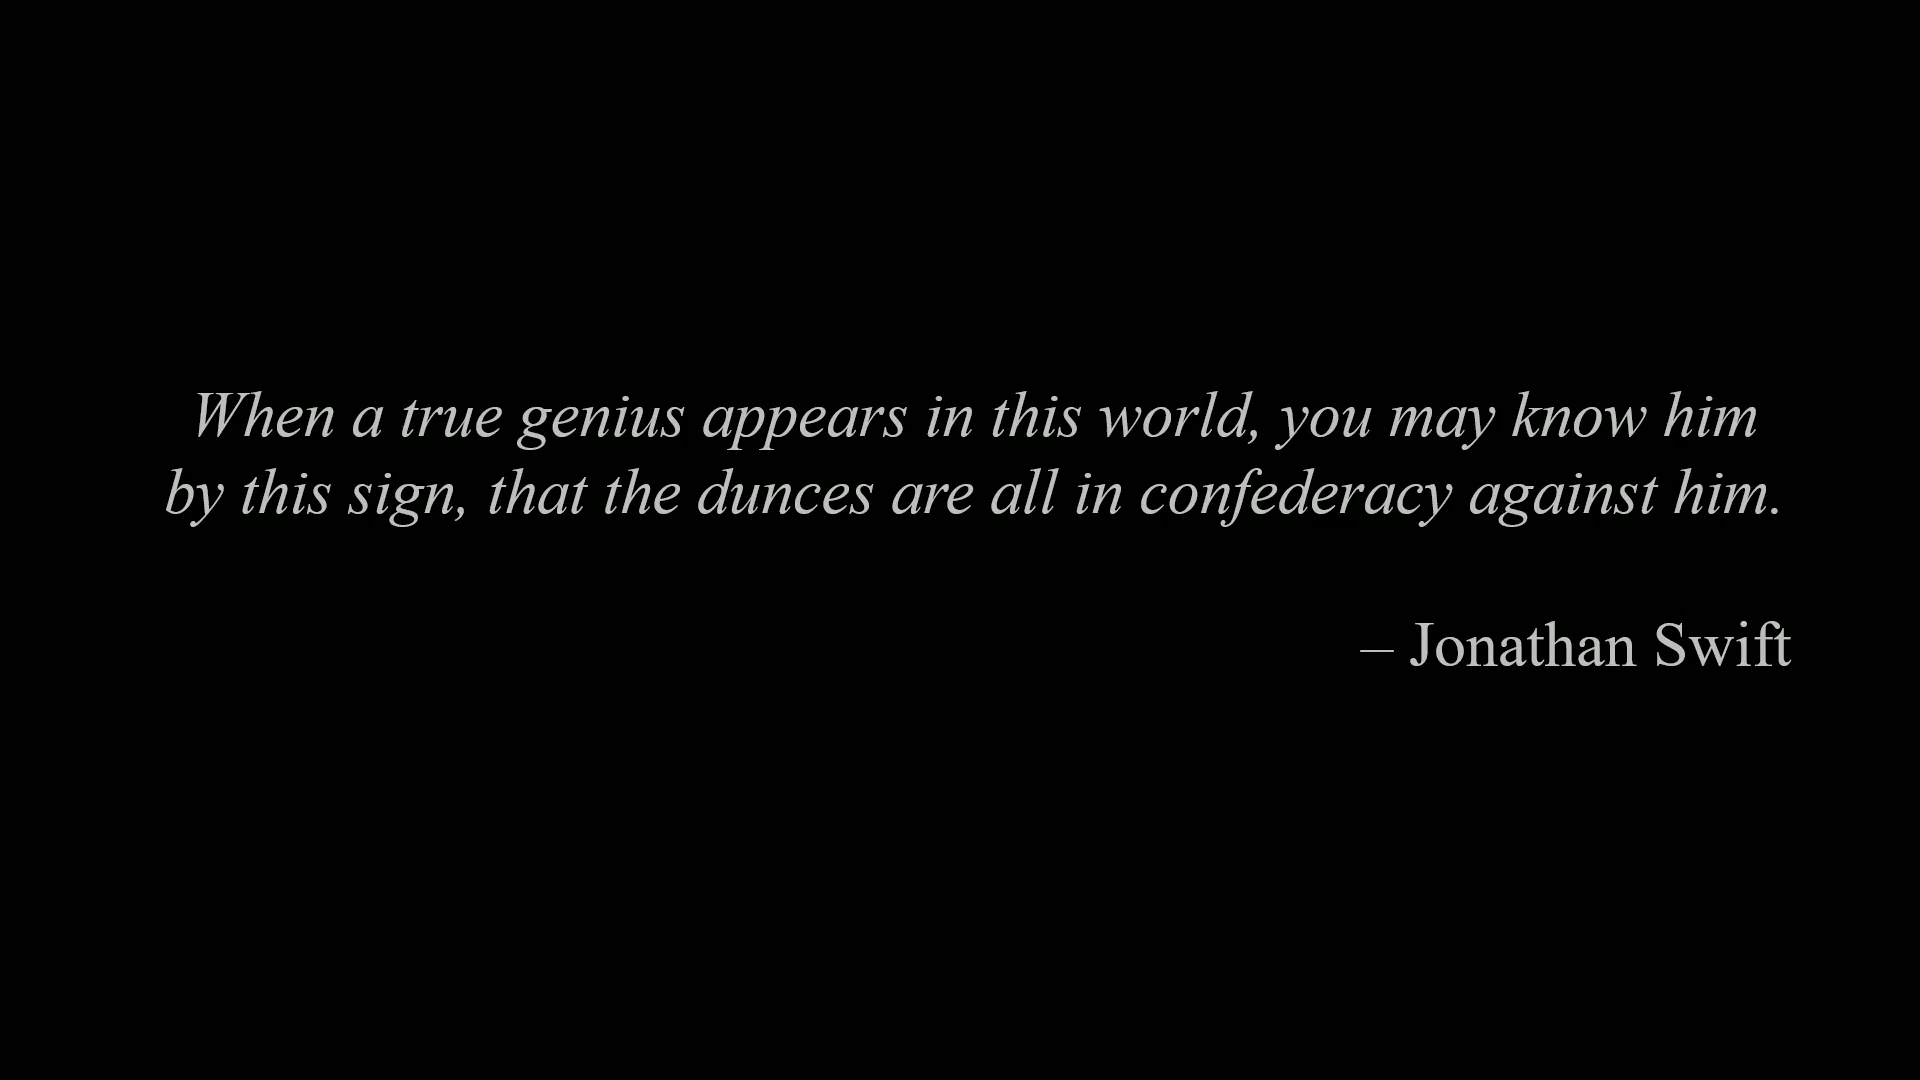 When a true genius appears in this world, you may know him
by this sign, that the dunces are all in confederacy against him.
– Jonathan Swift